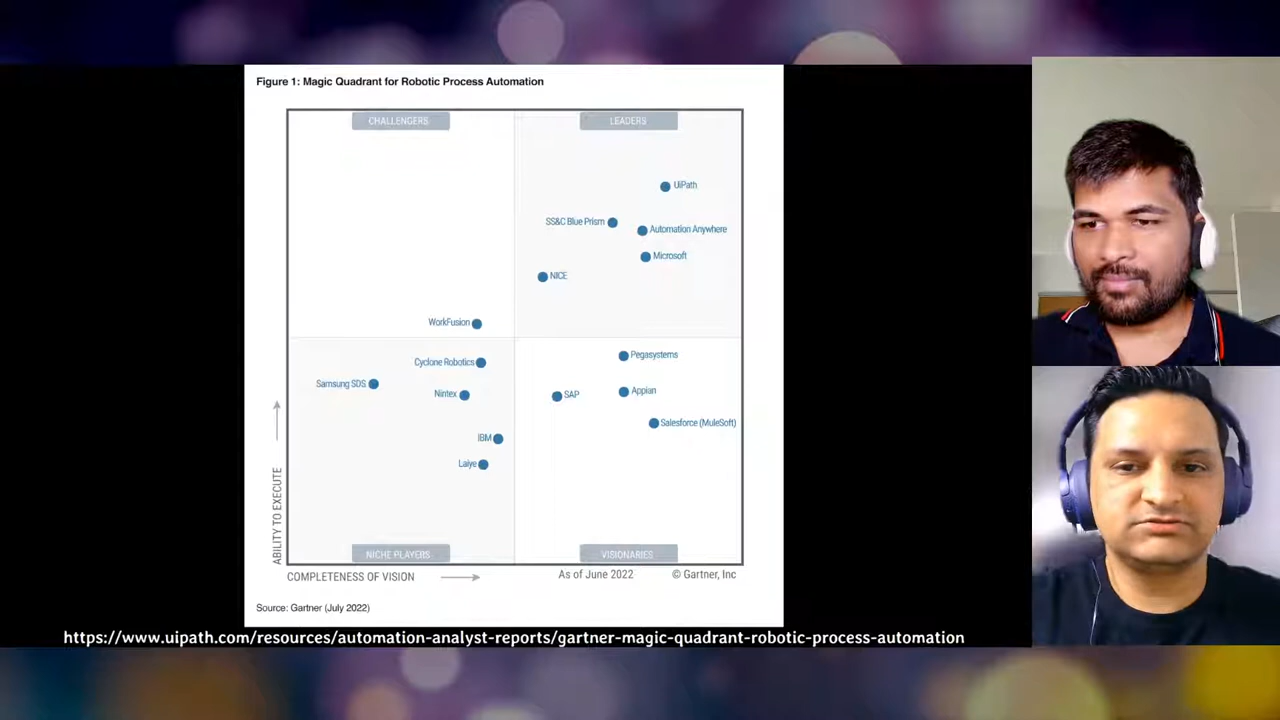 Figure 1: Magic Quadrant for Robotic Process Automation
CHALLENGERS
LEADERS
UiPath
SS&C Blue Prism
Automation Anywhere
Microsoft
NICE
WorkFusion
Cyclone Robotics
Pegasystems
Samsung SDS
Nintex
SAP
Appian
Salesforce (MuleSoft)
IBM
Laiye
ABILITY TO EXECUTE
NICHE PLAYERS
VISIONARIES
COMPLETENESS OF VISION
As of June 2022
© Gartner, Inc
Source: Gartner (July 2022)
https://www.uipath.com/resources/automation-analyst-reports/gartner-magic-quadrant-robotic-process-automation